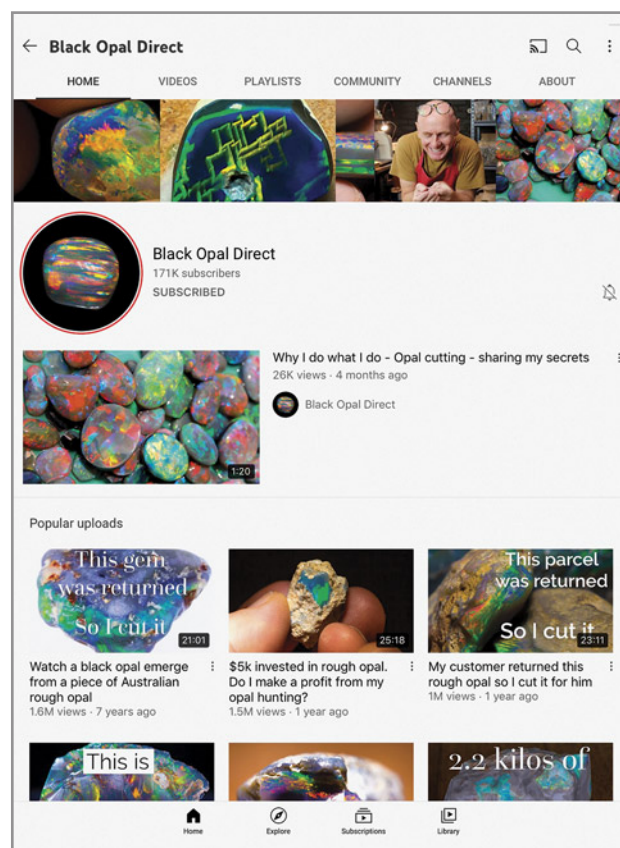 Black Opal Direct
HOME VIDEOS PLAYLISTS COMMUNITY CHANNELS ABOUT
Black Opal Direct
171K subscribers
SUBSCRIBED
Why I do what I do - Opal cutting - sharing my secrets
26K views · 4 months ago
Black Opal Direct
1:20
Popular uploads
This gem
was returned
So I cut it
21:01
Watch a black opal emerge
from a piece of Australian
rough opal
1.6M views · 7 years ago
25:18
$5k invested in rough opal.
Do I make a profit from my
opal hunting?
1.5M views · 1 year ago
This parcel
was returned
So I cut it
23:11
My customer returned this
rough opal so I cut it for him
1M views · 1 year ago
This is
2.2 kilos of
Home Explore Subscriptions Library